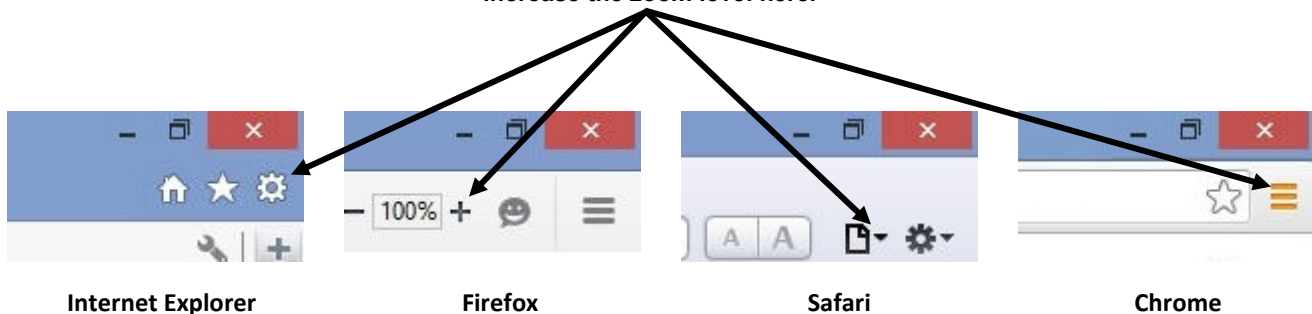 Increase the zoom level here:
100%
A A
Internet Explorer Firefox Safari Chrome